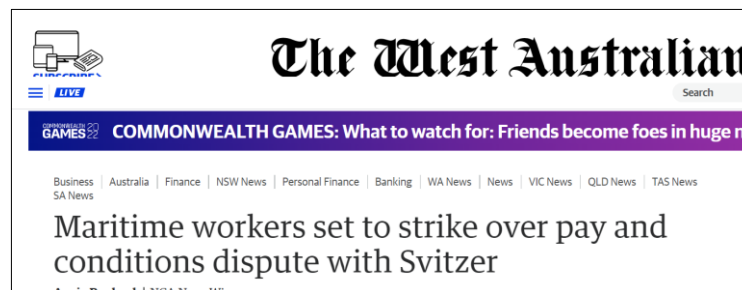 SUBSCRIBE
The West Australian
LIVE
Search
COMMONWEALTH GAMES 2022 COMMONWEALTH GAMES: What to watch for: Friends become foes in huge
Business | Australia | Finance | NSW News | Personal Finance | Banking | WA News | News | VIC News | QLD News | TAS News
SA News
Maritime workers set to strike over pay and
conditions dispute with Svitzer